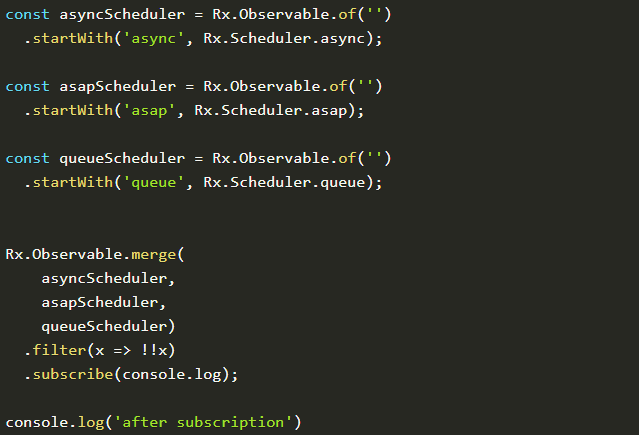 const asyncScheduler = Rx.Observable.of('')
  .startWith('async', Rx.Scheduler.async);

const asapScheduler = Rx.Observable.of('')
  .startWith('asap', Rx.Scheduler.asap);

const queueScheduler = Rx.Observable.of('')
  .startWith('queue', Rx.Scheduler.queue);


Rx.Observable.merge(
    asyncScheduler,
    asapScheduler,
    queueScheduler)
  .filter(x => !!x)
  .subscribe(console.log);

console.log('after subscription')